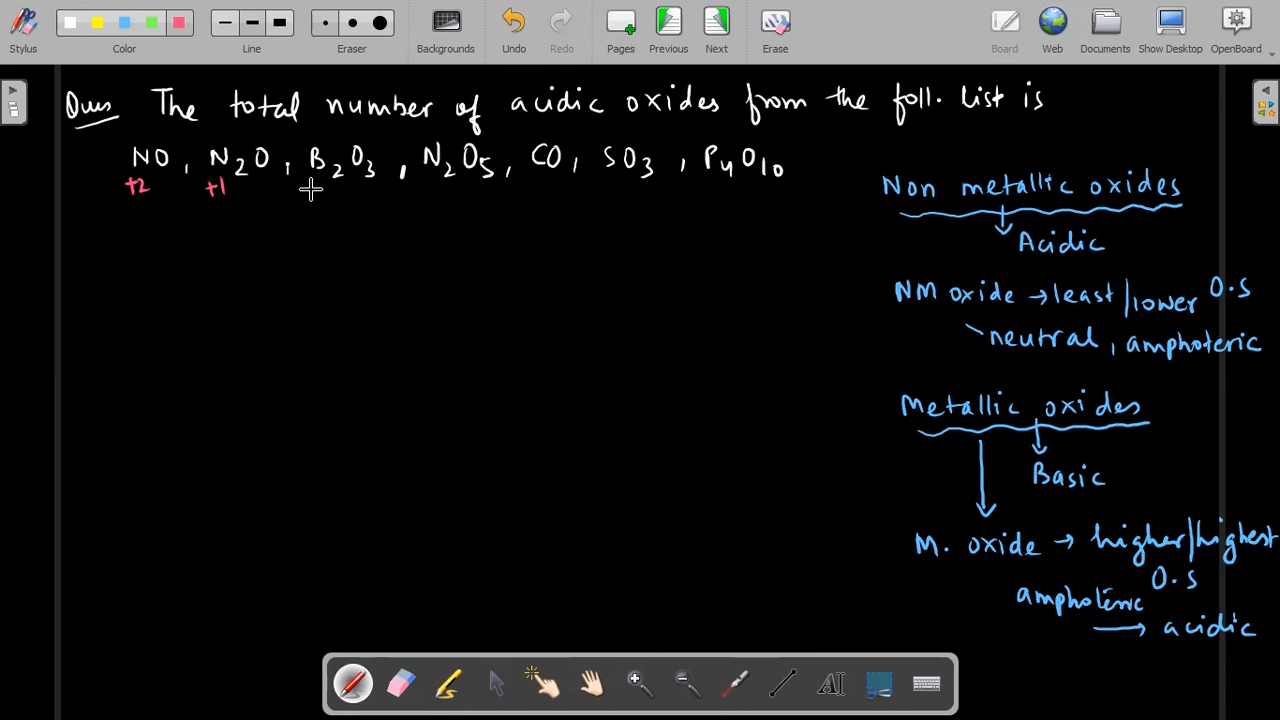 Stylus Color Line Eraser Backgrounds Undo Redo Pages Previous Next Erase Board Web Documents Show Desktop OpenBoard
Ques The total number of acidic oxides from the foll. list is
NO, N2O, B2O3, N2O5, CO, SO3, P4O10
+2 +1
Non metallic oxides
Acidic
NM oxide → least/lower O.S
neutral, amphoteric
Metallic oxides
Basic
M. oxide → higher/highest
O.S
amphoteric
→ acidic